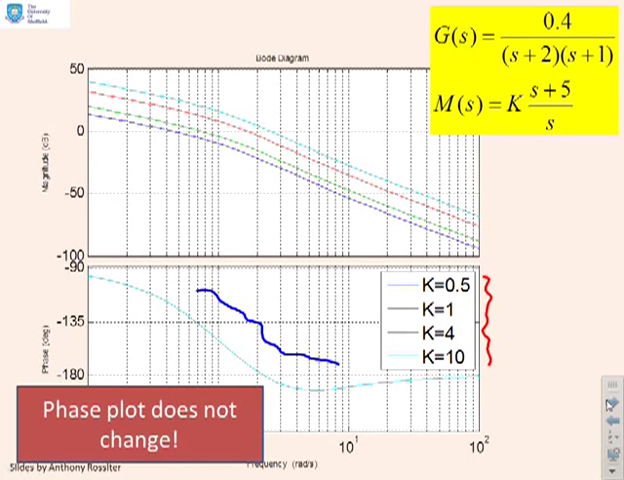 The
University
Of
Sheffield.
G(s) = 0.4 / (s + 2)(s + 1)
M(s) = K s + 5 / s
Bode Diagram
Magnitude (dB)
50
0
-50
-100
Phase (deg)
-90
-135
-180
K=0.5
K=1
K=4
K=10
Phase plot does not
change!
10¹
10²
Frequency (rad/s)
Slides by Anthony Rossiter